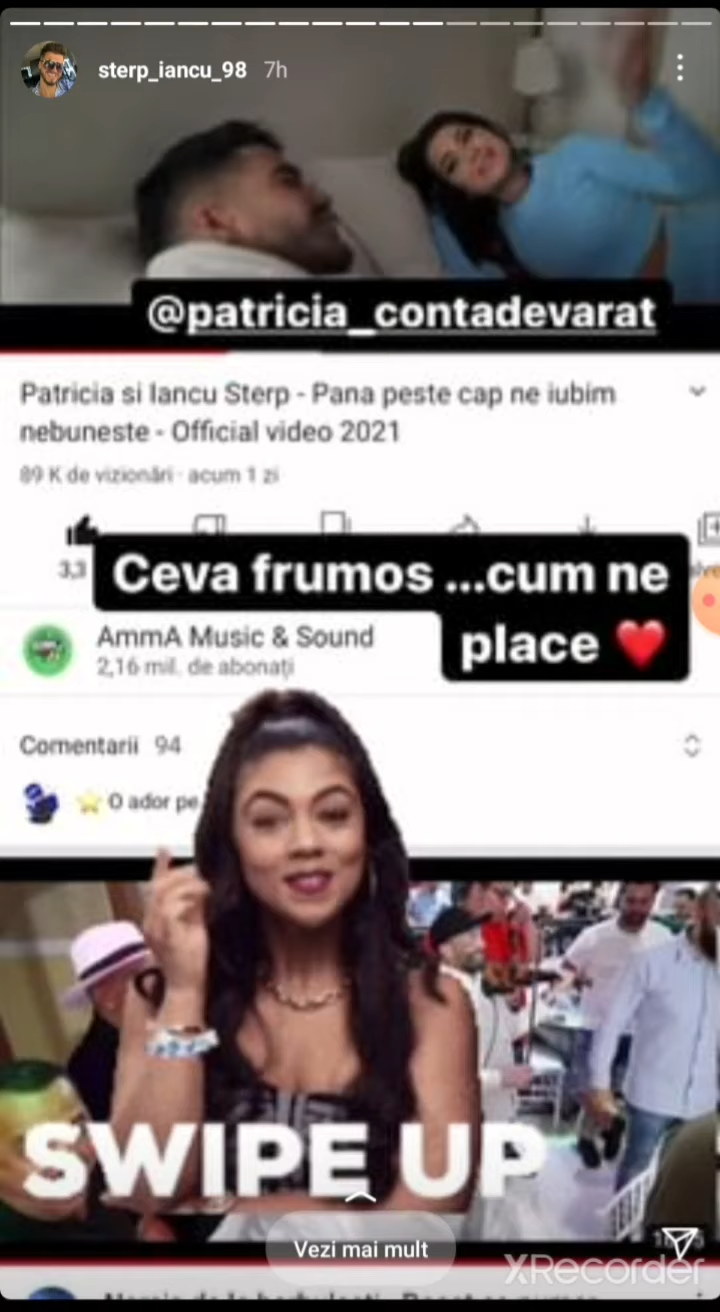 sterp_iancu_98 7h
@patricia_contadevarat
Patricia si Iancu Sterp - Pana peste cap ne iubim
nebuneste - Official video 2021
89 K de vizionări · acum 1 zi
3,3
Ceva frumos ...cum ne
place ❤️
AmmA Music & Sound
2,16 mil. de abonați
Comentarii 94
⭐ O ador pe
SWIPE UP
Vezi mai mult
XRecorder